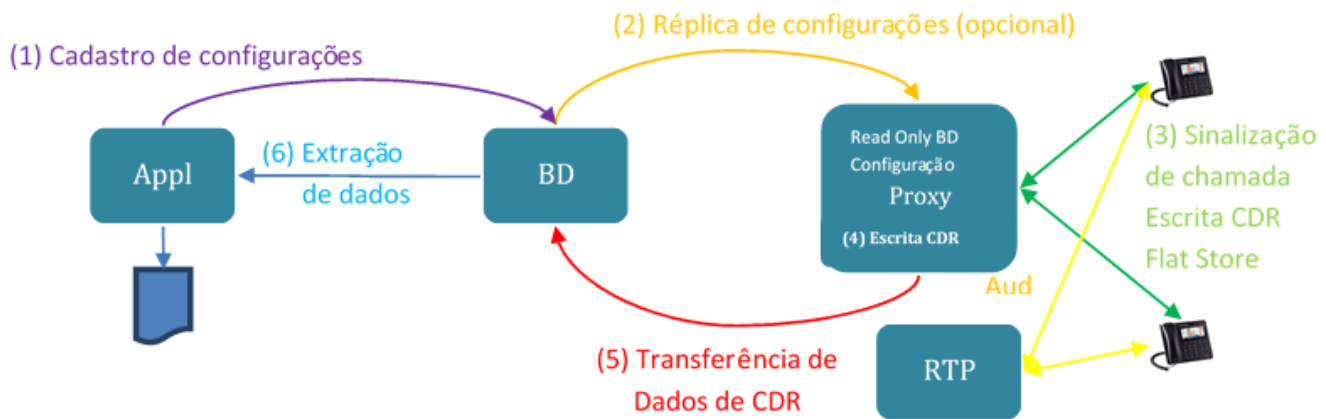 (2) Réplica de configurações (opcional)
(1) Cadastro de configurações
Appl
(6) Extração
de dados
BD
Read Only BD
Configuração
Proxy
(4) Escrita CDR
(3) Sinalização
de chamada
Escrita CDR
Flat Store
Aud
(5) Transferência de
Dados de CDR
RTP